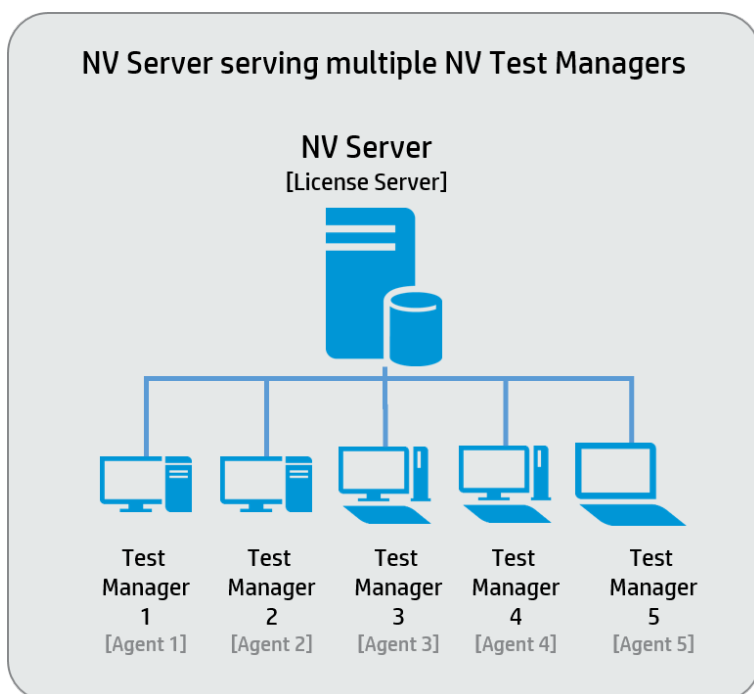 NV Server serving multiple NV Test Managers
NV Server
[License Server]
Test Manager 1 [Agent 1]
Test Manager 2 [Agent 2]
Test Manager 3 [Agent 3]
Test Manager 4 [Agent 4]
Test Manager 5 [Agent 5]